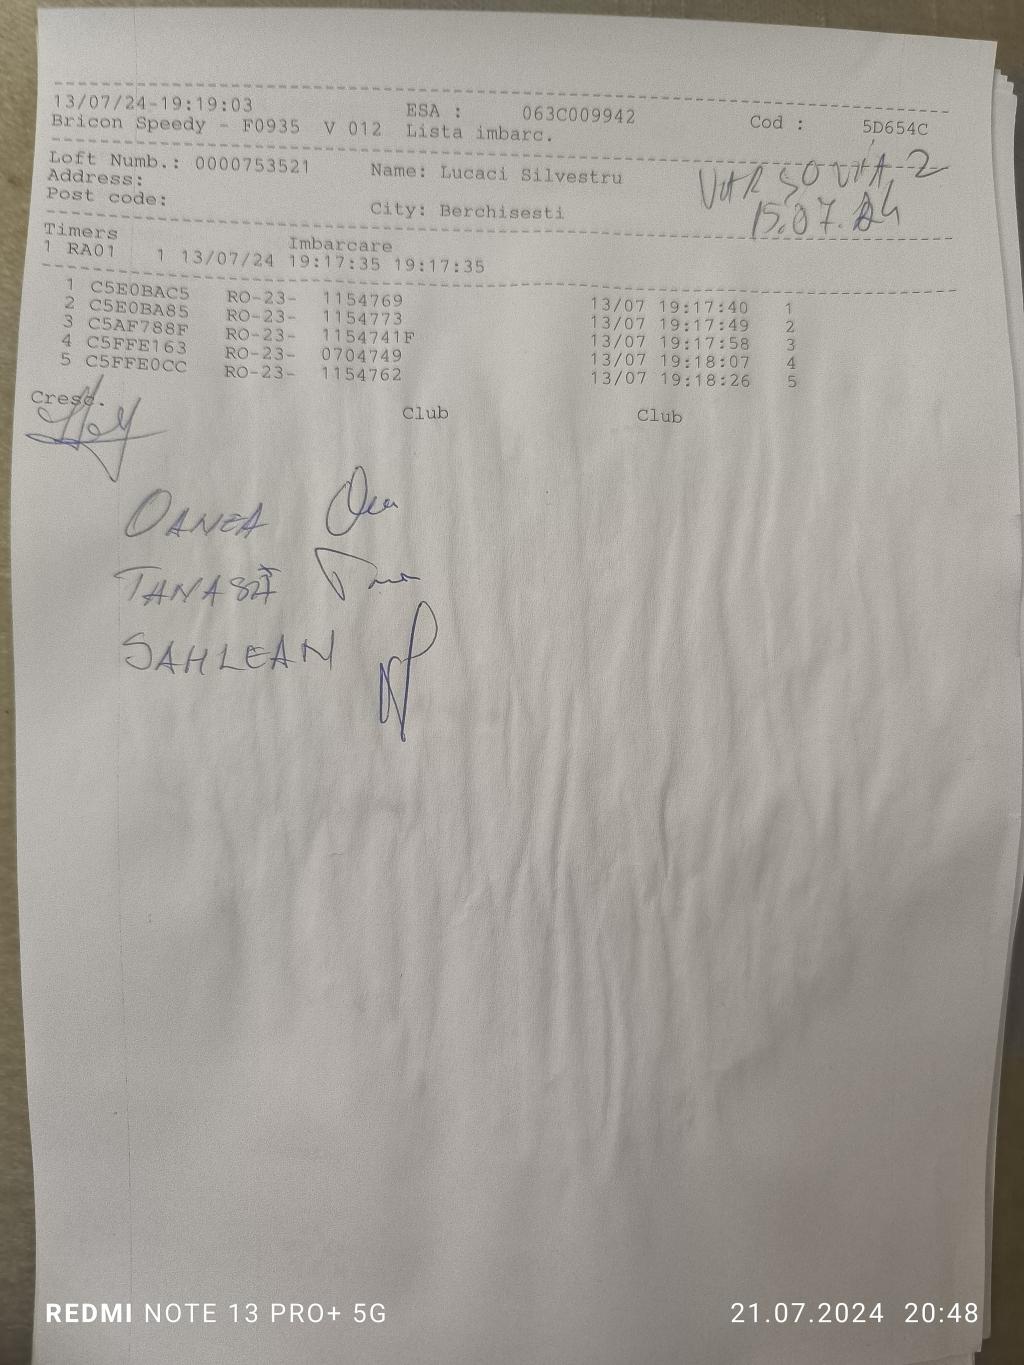 13/07/24-19:19:03 ESA : 063C009942 Cod : 5D654C
Bricon Speedy - F0935 V 012 Lista imbarc.
Loft Numb.: 0000753521 Name: Lucaci Silvestru
VARSOVIA 2
Address:
Post code: City: Berchisesti
15.07.24
Timers Imbarcare
1 RA01 1 13/07/24 19:17:35 19:17:35
1 C5E0BAC5 RO-23- 1154769 13/07 19:17:40 1
2 C5E0BA85 RO-23- 1154773 13/07 19:17:49 2
3 C5AF788F RO-23- 1154741F 13/07 19:17:58 3
4 C5FFE163 RO-23- 0704749 13/07 19:18:07 4
5 C5FFE0CC RO-23- 1154762 13/07 19:18:26 5
Cresc. Club Club
OANEA
TANASĂ
SAHLEAN
REDMI NOTE 13 PRO+ 5G 21.07.2024 20:48